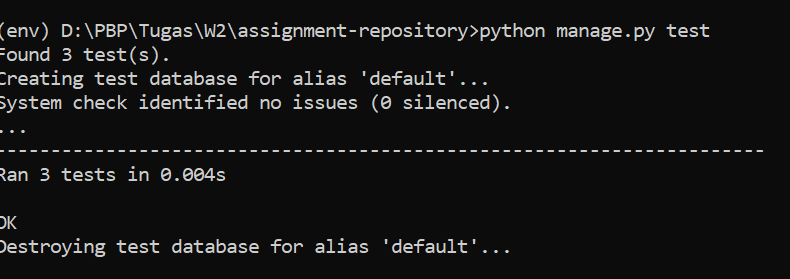 (env) D:\PBP\Tugas\W2\assignment-repository>python manage.py test
Found 3 test(s).
Creating test database for alias 'default'...
System check identified no issues (0 silenced).
...
----------------------------------------------------------------------
Ran 3 tests in 0.004s
OK
Destroying test database for alias 'default'...